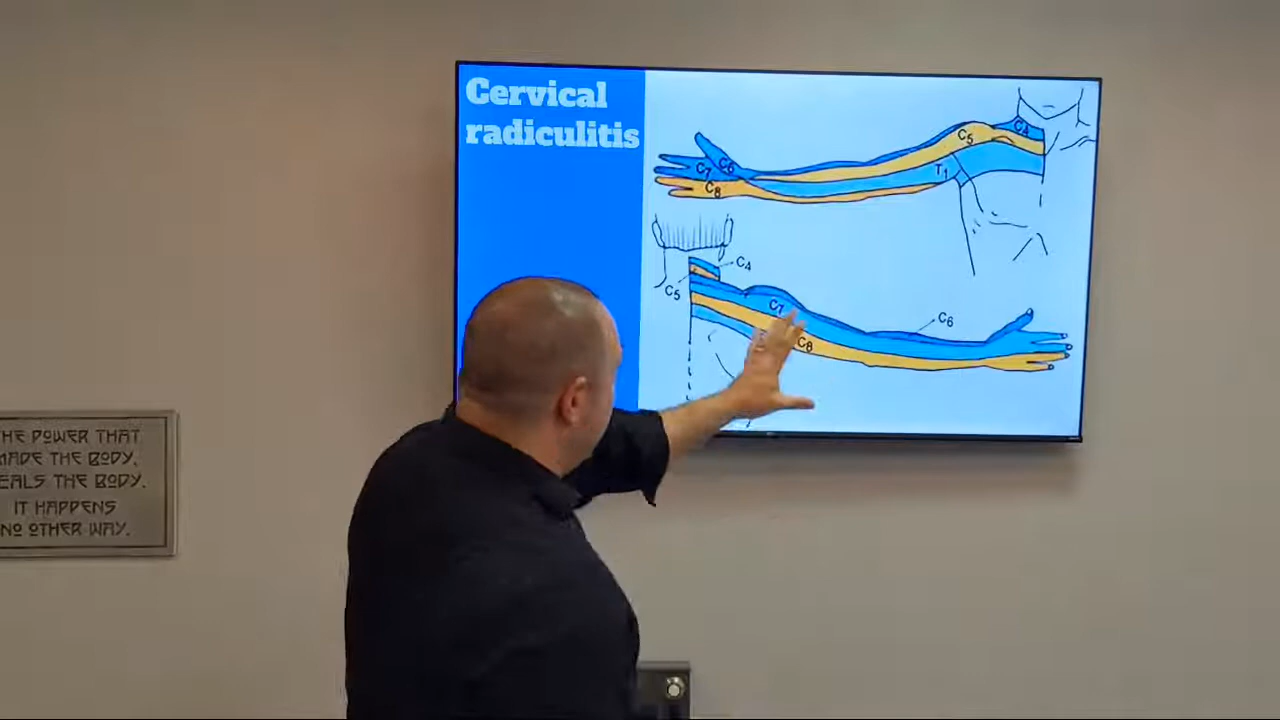 Cervical
radiculitis
C4
C5
C6
C7
T1
C8
C4
C5
C7
C6
C8
HE POWER THAT
MADE THE BODY,
EALS THE BODY.
IT HAPPENS
NO OTHER WAY.